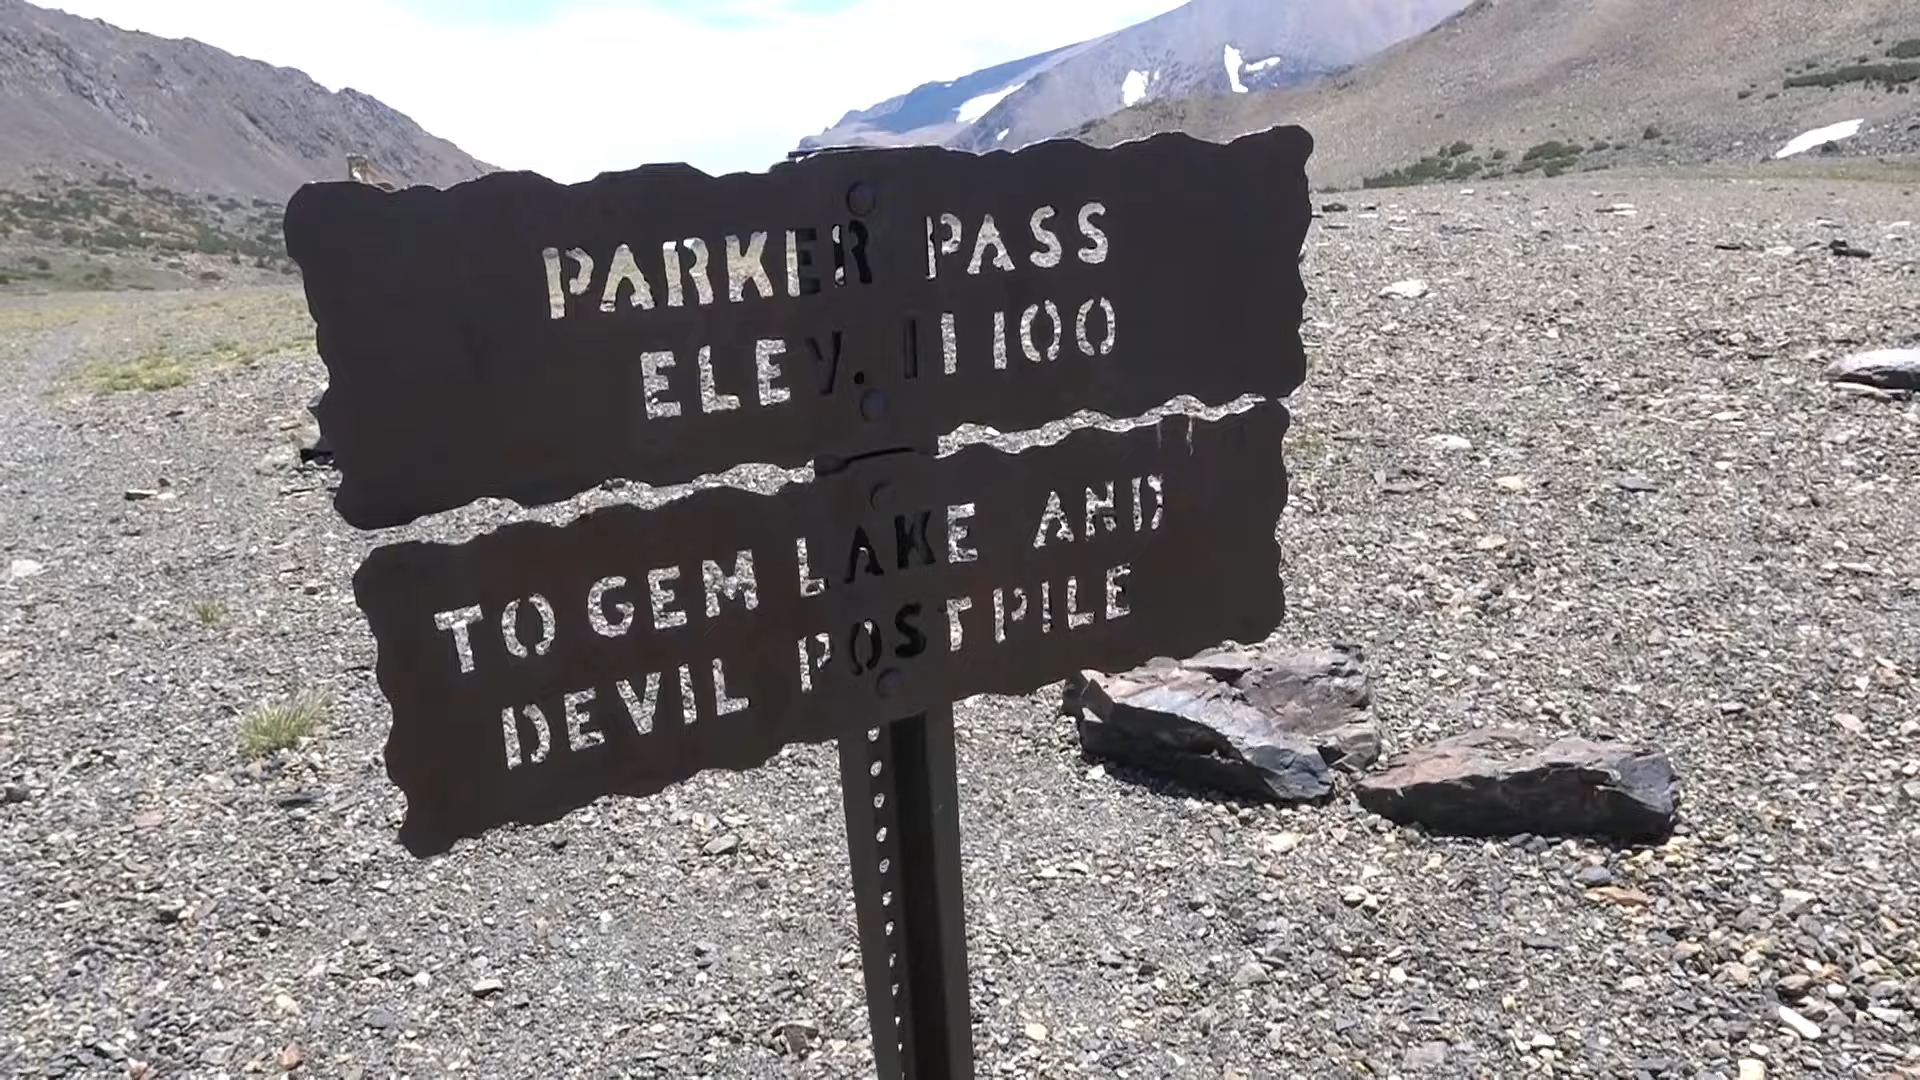 PARKER PASS
ELEV. 11100
TO GEM LAKE AND
DEVIL POSTPILE